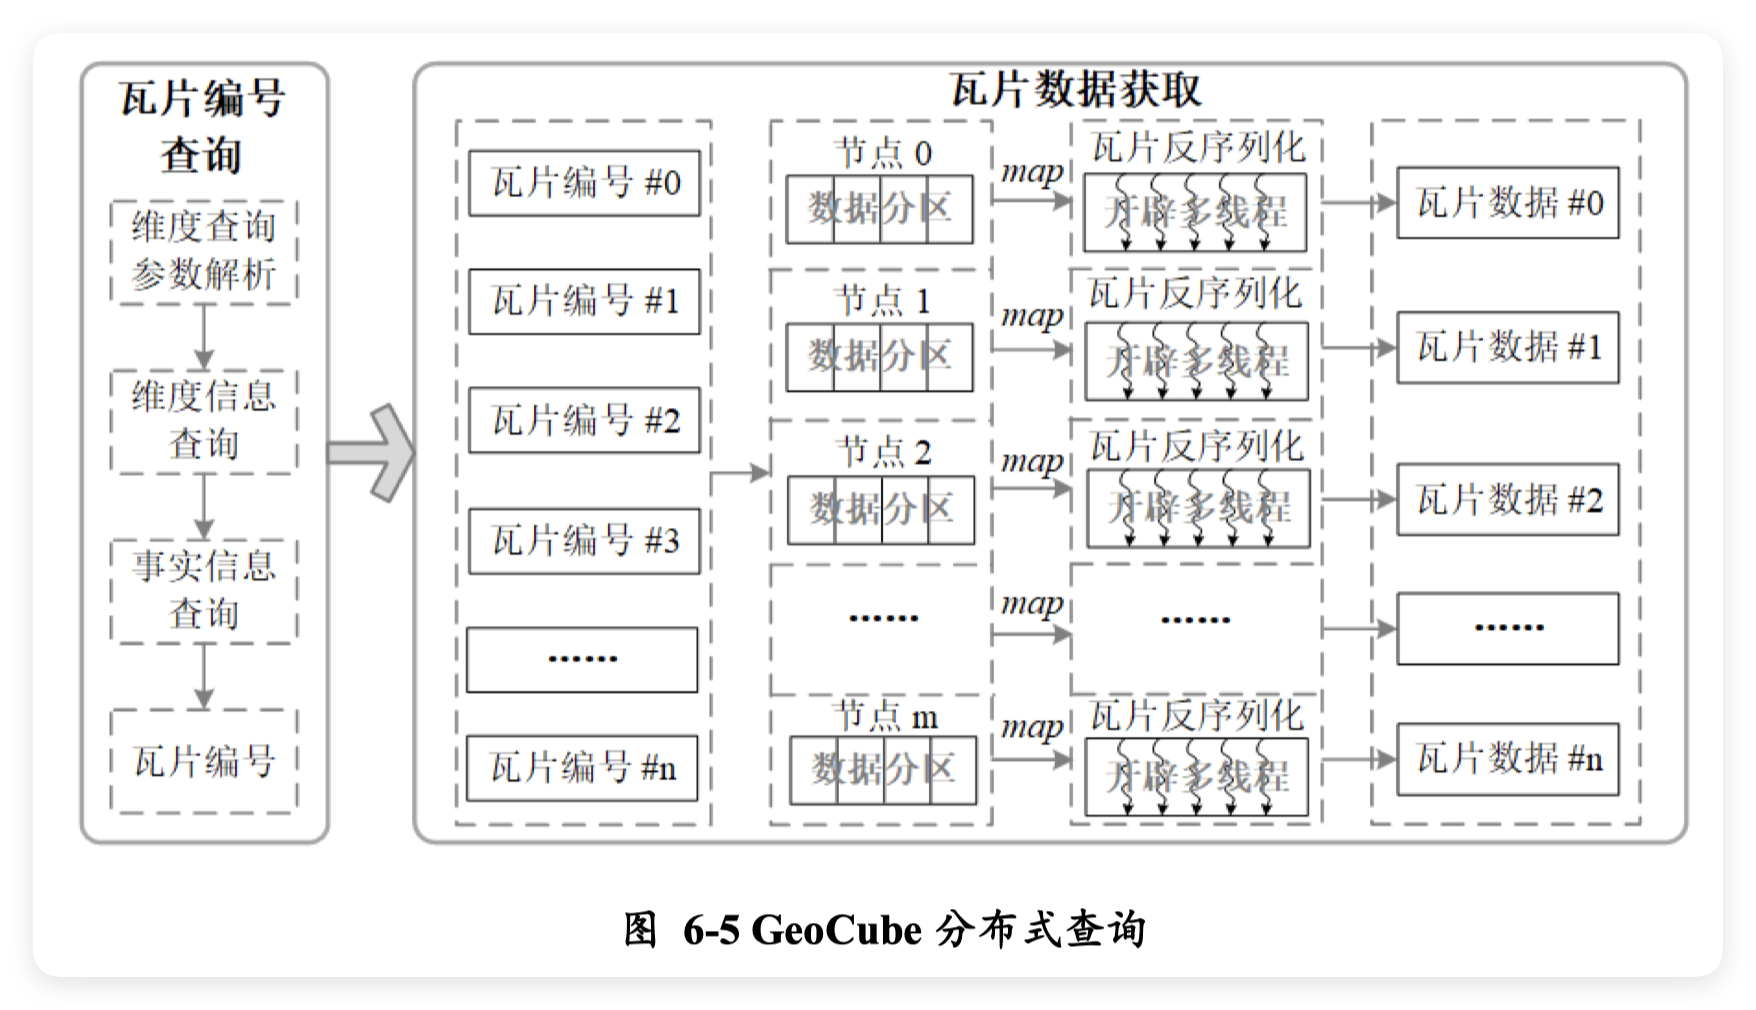 瓦片编号
查询
维度查询
参数解析
维度信息
查询
事实信息
查询
瓦片编号
瓦片数据获取
瓦片编号 #0
瓦片编号 #1
瓦片编号 #2
瓦片编号 #3
······
瓦片编号 #n
节点 0
数据分区
map
瓦片反序列化
开辟多线程
瓦片数据 #0
节点 1
数据分区
map
瓦片反序列化
开辟多线程
瓦片数据 #1
节点 2
数据分区
map
瓦片反序列化
开辟多线程
瓦片数据 #2
······
map
······
······
节点 m
数据分区
map
瓦片反序列化
开辟多线程
瓦片数据 #n
图 6-5 GeoCube 分布式查询